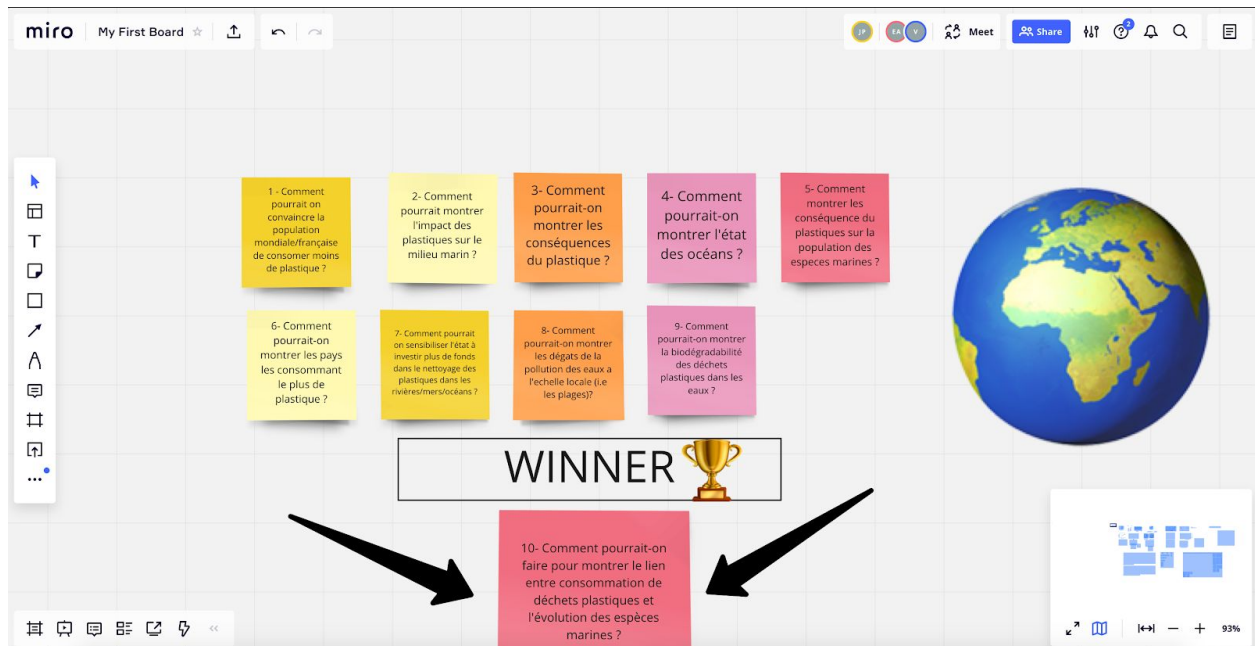 miro
My First Board
JP
EA
V
Meet
Share
2
1 - Comment
pourrait on
convaincre la
population
mondiale/française
de consomer moins
de plastique ?
2- Comment
pourrait montrer
l'impact des
plastiques sur le
milieu marin ?
3- Comment
pourrait-on
montrer les
conséquences
du plastique ?
4- Comment
pourrait-on
montrer l'état
des océans ?
5- Comment
montrer les
conséquence du
plastiques sur la
population des
especes marines ?
6- Comment
pourrait-on
montrer les pays
les consommant
le plus de
plastique ?
7- Comment pourrait
on sensibiliser l'état à
investir plus de fonds
dans le nettoyage des
plastiques dans les
rivières/mers/océans ?
8- Comment
pourrait-on montrer
les dégats de la
pollution des eaux a
l'echelle locale (i.e
les plages)?
9- Comment
pourrait-on montrer
la biodégradabilité
des déchets
plastiques dans les
eaux ?
WINNER
10- Comment pourrait-on
faire pour montrer le lien
entre consommation de
déchets plastiques et
l'évolution des espèces
marines ?
93%